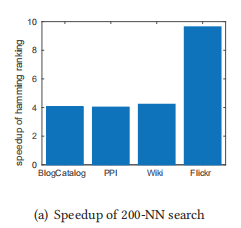 speedup of hamming ranking
10
8
6
4
2
0
BlogCatalog PPI Wiki Flickr
(a) Speedup of 200-NN search